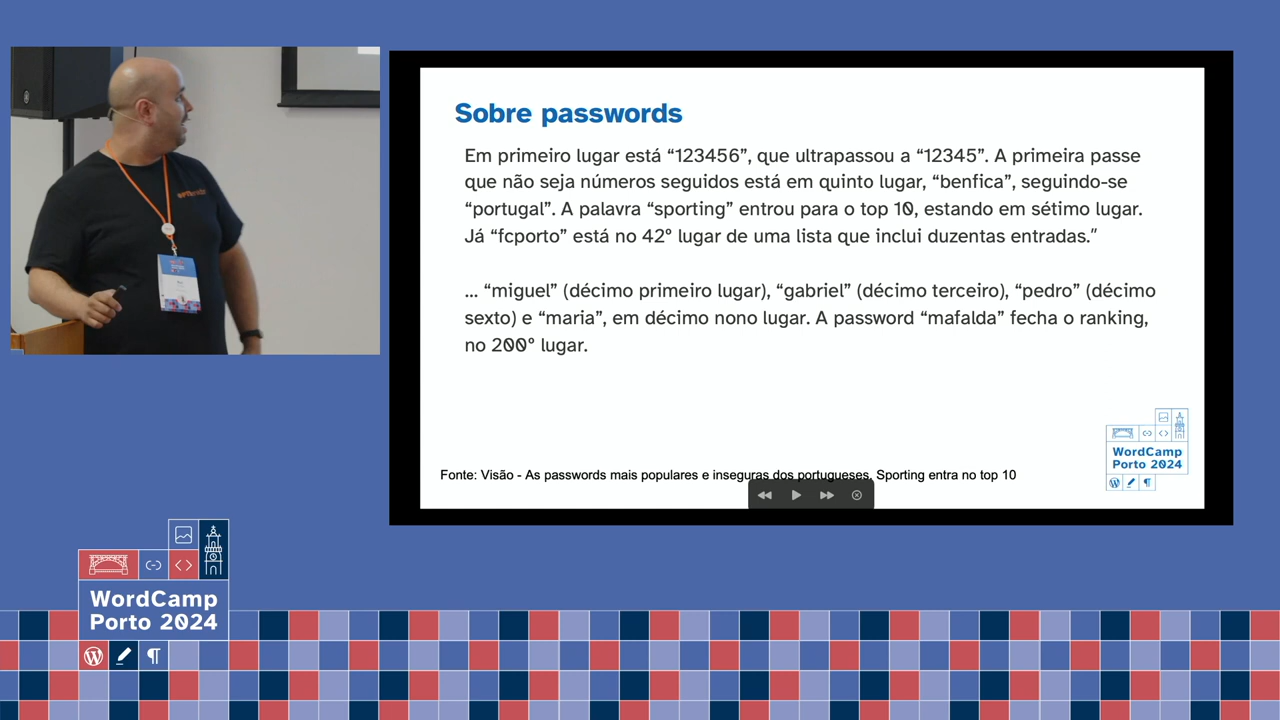 Sobre passwords
Em primeiro lugar está “123456”, que ultrapassou a “12345”. A primeira passe
que não seja números seguidos está em quinto lugar, “benfica”, seguindo-se
“portugal”. A palavra “sporting” entrou para o top 10, estando em sétimo lugar.
Já “fcporto” está no 42º lugar de uma lista que inclui duzentas entradas.”
... “miguel” (décimo primeiro lugar), “gabriel” (décimo terceiro), “pedro” (décimo
sexto) e “maria”, em décimo nono lugar. A password “mafalda” fecha o ranking,
no 200º lugar.
Fonte: Visão - As passwords mais populares e inseguras dos portugueses. Sporting entra no top 10
WordCamp
Porto 2024
WordCamp
Porto 2024